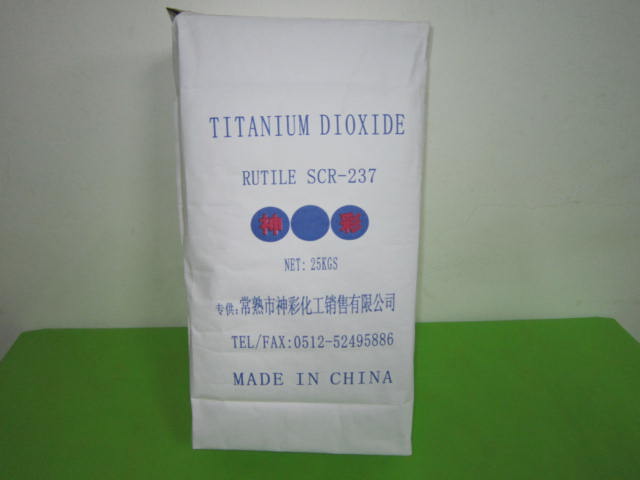 TITANIUM DIOXIDE
RUTILE SCR-237
神 彩
NET: 25KGS
专供:常熟市神彩化工销售有限公司
TEL/FAX:0512-52495886
MADE IN CHINA